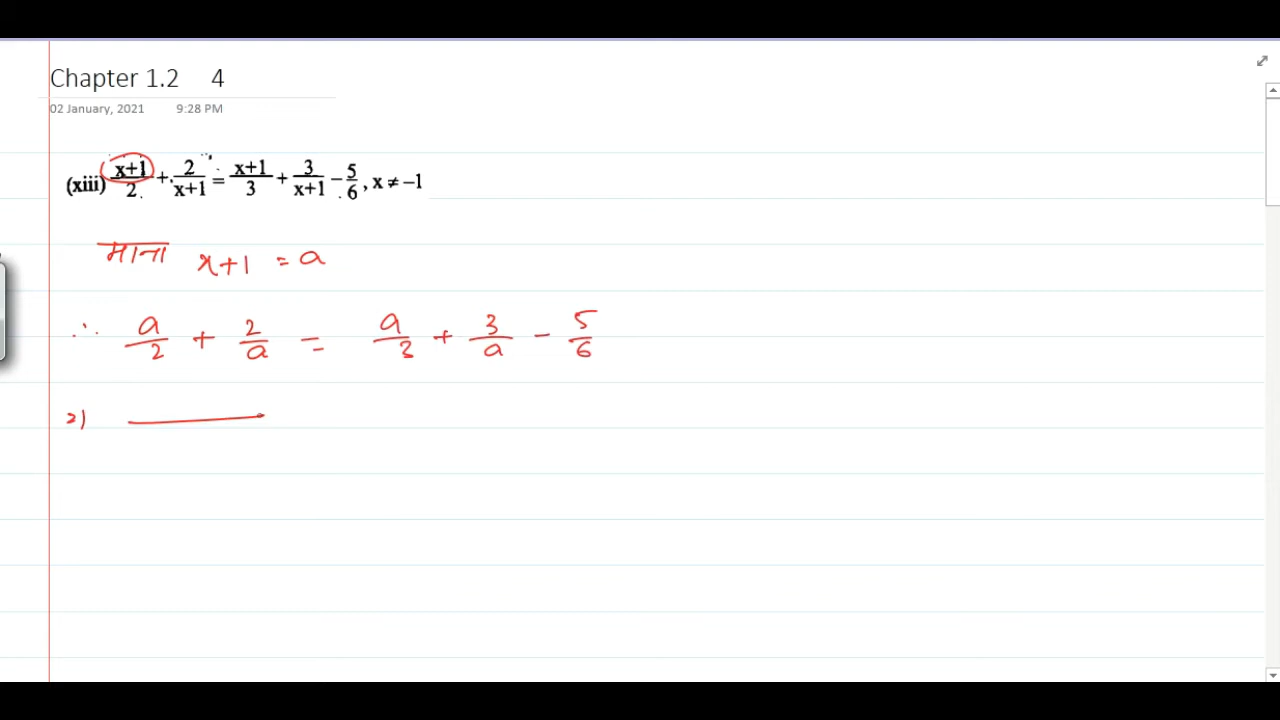 Chapter 1.2 4
02 January, 2021 9:28 PM
(xiii) x+1/2 + 2/x+1 = x+1/3 + 3/x+1 − 5/6, x ≠ −1
माना x+1 = a
∴ a/2 + 2/a = a/3 + 3/a − 5/6